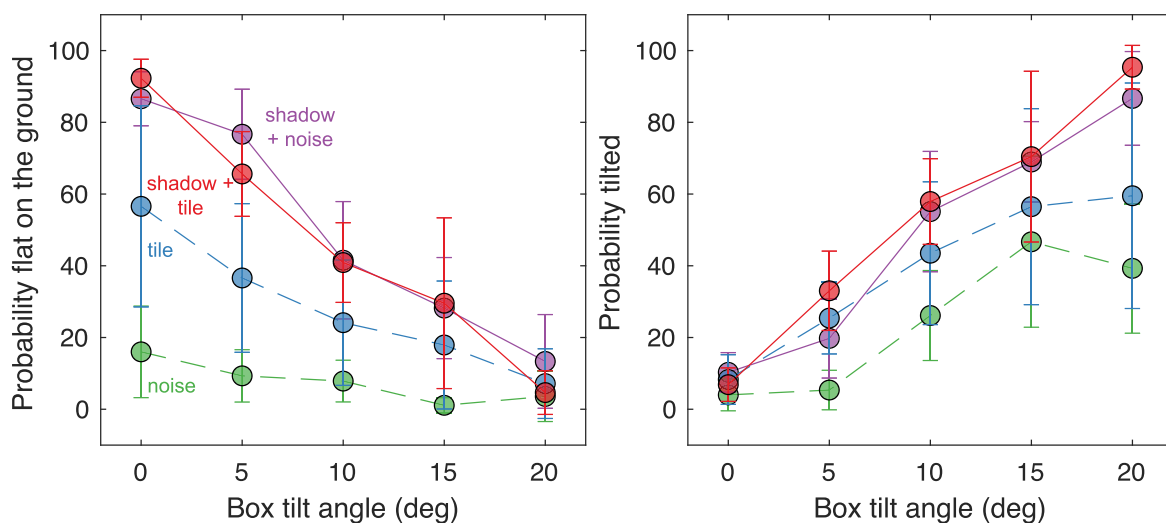 Probability flat on the ground
100
80
60
40
20
0
shadow
+ noise
shadow +
tile
tile
noise
0 5 10 15 20
Box tilt angle (deg)
Probability tilted
100
80
60
40
20
0
0 5 10 15 20
Box tilt angle (deg)